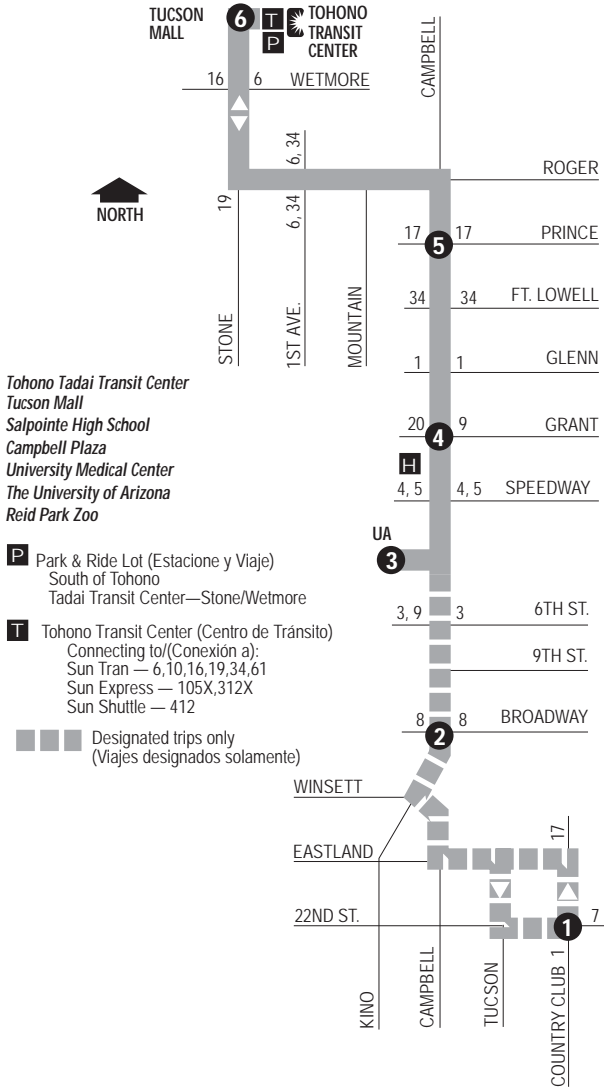 TUCSON
MALL
6
T
P
TOHONO
TRANSIT
CENTER
CAMPBELL
16
6
WETMORE
6, 34
ROGER
NORTH
19
6, 34
17
5
17
PRINCE
34
34
FT. LOWELL
STONE
1ST AVE.
MOUNTAIN
1
1
GLENN
Tohono Tadai Transit Center
Tucson Mall
Salpointe High School
Campbell Plaza
University Medical Center
The University of Arizona
Reid Park Zoo
20
4
9
GRANT
H
4, 5
4, 5
SPEEDWAY
UA
3
P Park & Ride Lot (Estacione y Viaje)
South of Tohono
Tadai Transit Center—Stone/Wetmore
3, 9
3
6TH ST.
T Tohono Transit Center (Centro de Tránsito)
Connecting to/(Conexión a):
Sun Tran — 6,10,16,19,34,61
Sun Express — 105X,312X
Sun Shuttle — 412
9TH ST.
8
2
8
BROADWAY
Designated trips only
(Viajes designados solamente)
WINSETT
EASTLAND
17
22ND ST.
1
7
KINO
CAMPBELL
TUCSON
COUNTRY CLUB 1